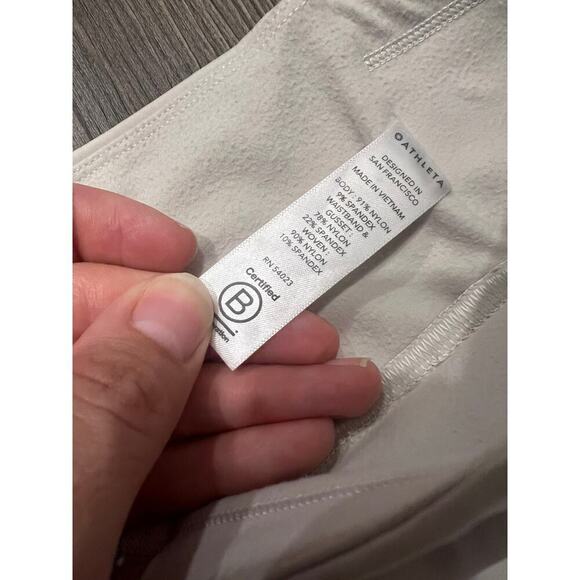 ATHLETA
DESIGNED IN
SAN FRANCISCO
MADE IN VIETNAM
BODY : 91% NYLON
9% SPANDEX
WAISTBAND &
GUSSET :
78% NYLON
22% SPANDEX
WOVEN :
90% NYLON
10% SPANDEX
RN 54023
Certified
B